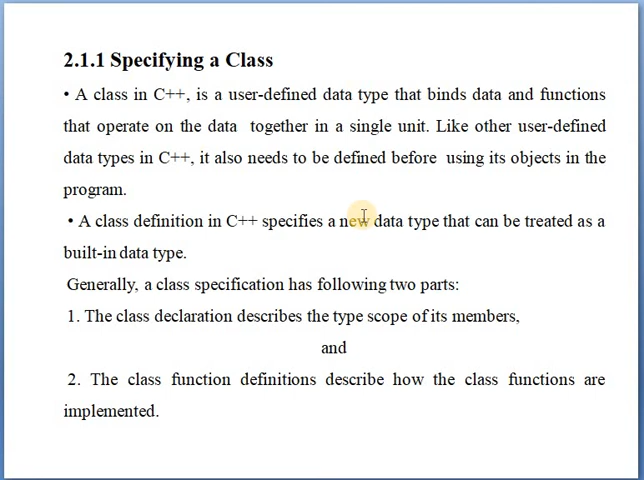 2.1.1 Specifying a Class
• A class in C++, is a user-defined data type that binds data and functions
that operate on the data together in a single unit. Like other user-defined
data types in C++, it also needs to be defined before using its objects in the
program.
• A class definition in C++ specifies a new data type that can be treated as a
built-in data type.
Generally, a class specification has following two parts:
1. The class declaration describes the type scope of its members,
and
2. The class function definitions describe how the class functions are
implemented.